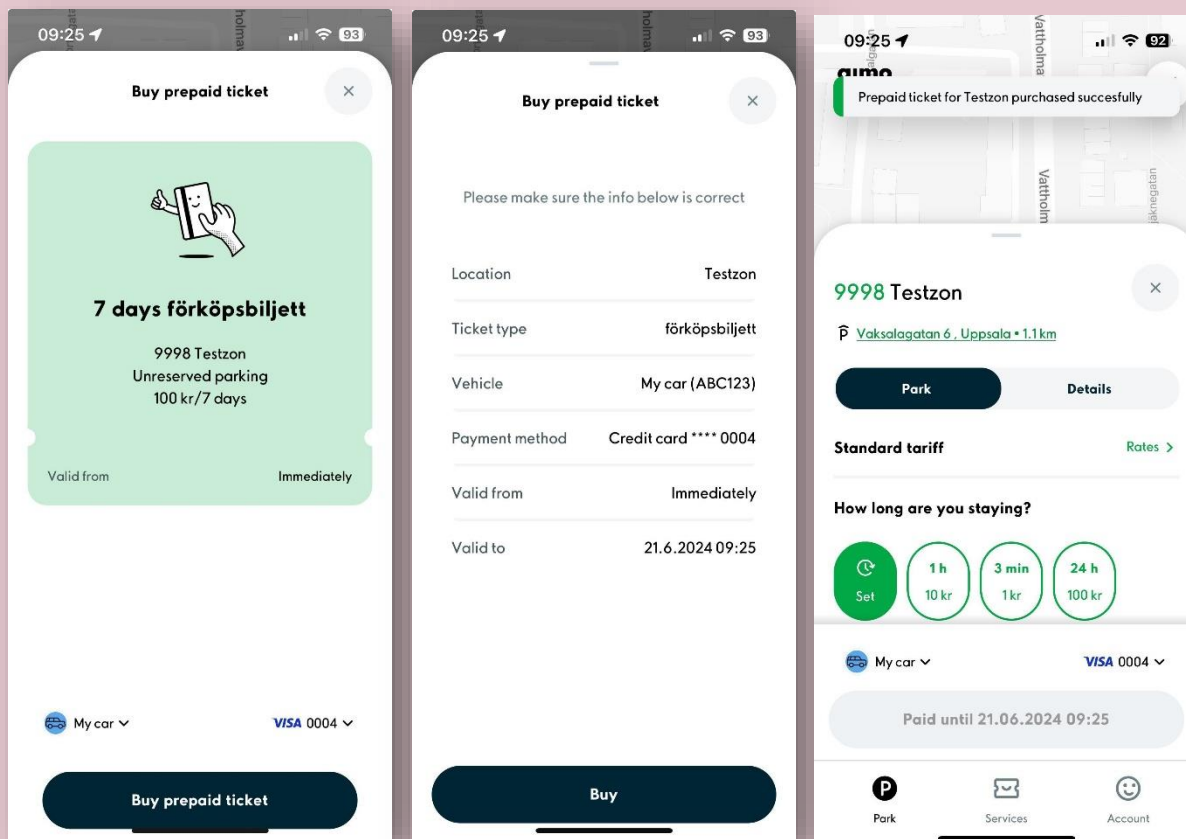 09:25
93
Buy prepaid ticket
7 days förköpsbiljett
9998 Testzon
Unreserved parking
100 kr/7 days
Valid from Immediately
My car VISA 0004
Buy prepaid ticket
09:25
93
Buy prepaid ticket
Please make sure the info below is correct
Location Testzon
Ticket type förköpsbiljett
Vehicle My car (ABC123)
Payment method Credit card **** 0004
Valid from Immediately
Valid to 21.6.2024 09:25
Buy
09:25
92
Prepaid ticket for Testzon purchased succesfully
Vattholm
9998 Testzon
Vaksalagatan 6 , Uppsala • 1.1 km
Park Details
Standard tariff Rates >
How long are you staying?
Set
1 h
10 kr
3 min
1 kr
24 h
100 kr
My car VISA 0004
Paid until 21.06.2024 09:25
P
Park Services Account